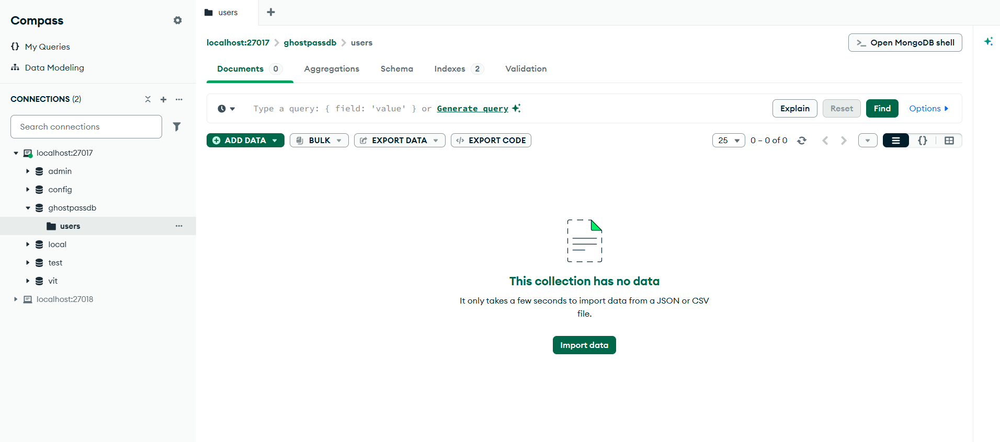 Compass
My Queries
Data Modeling
CONNECTIONS (2)
Search connections
localhost:27017
admin
config
ghostpassdb
users
local
test
vit
localhost:27018
users
localhost:27017 > ghostpassdb > users
>_ Open MongoDB shell
Documents 0 Aggregations Schema Indexes 2 Validation
Type a query: { field: 'value' } or Generate query
Explain Reset Find Options
ADD DATA BULK EXPORT DATA </> EXPORT CODE
25 0 – 0 of 0 {}
This collection has no data
It only takes a few seconds to import data from a JSON or CSV
file.
Import data